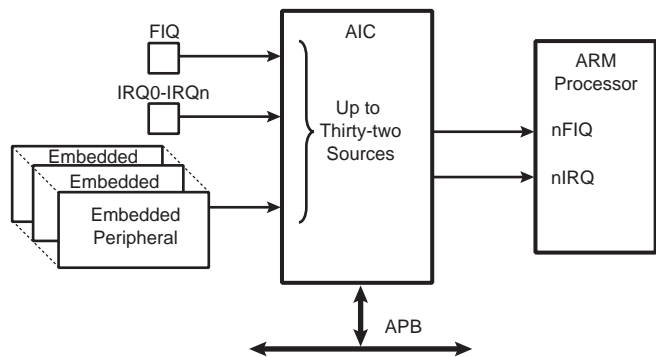 FIQ
IRQ0-IRQn
Embedded
Embedded
Embedded
Peripheral
AIC
Up to
Thirty-two
Sources
ARM
Processor
nFIQ
nIRQ
APB